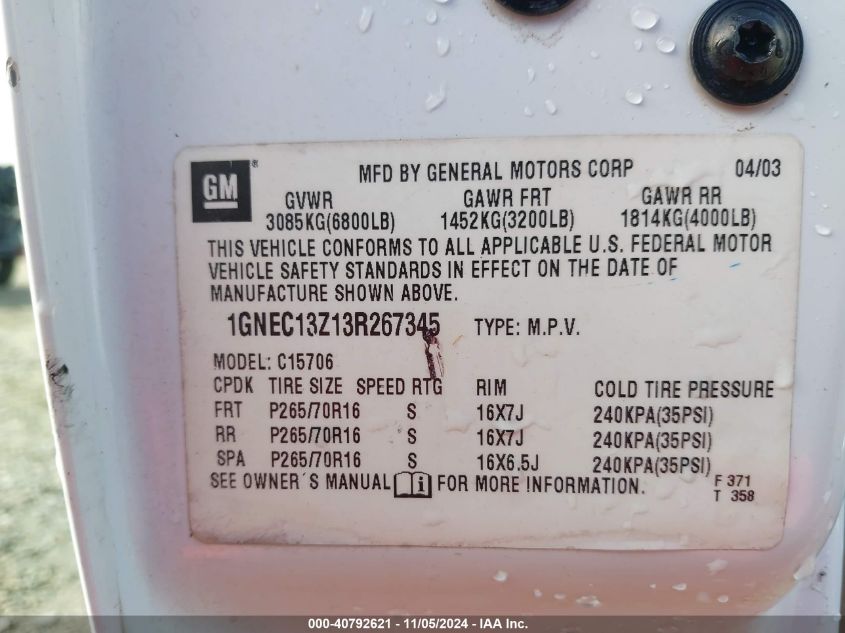 GM ® MFD BY GENERAL MOTORS CORP 04/03
GVWR GAWR FRT GAWR RR
3085KG(6800LB) 1452KG(3200LB) 1814KG(4000LB)
THIS VEHICLE CONFORMS TO ALL APPLICABLE U.S. FEDERAL MOTOR
VEHICLE SAFETY STANDARDS IN EFFECT ON THE DATE OF
MANUFACTURE SHOWN ABOVE.
1GNEC13Z13R267345 TYPE: M.P.V.
MODEL: C15706
CPDK TIRE SIZE SPEED RTG RIM COLD TIRE PRESSURE
FRT P265/70R16 S 16X7J 240KPA(35PSI)
RR P265/70R16 S 16X7J 240KPA(35PSI)
SPA P265/70R16 S 16X6.5J 240KPA(35PSI)
SEE OWNER'S MANUAL i FOR MORE INFORMATION.
F 371
T 358
000-40792621 - 11/05/2024 - IAA Inc.